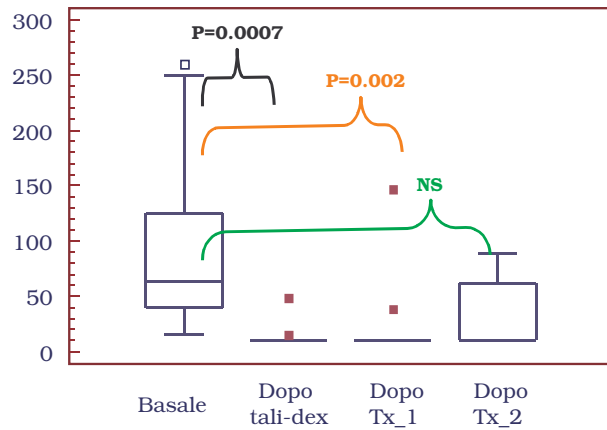 300
250
200
150
100
50
0
P=0.0007
P=0.002
NS
Basale
Dopo
tali-dex
Dopo
Tx_1
Dopo
Tx_2